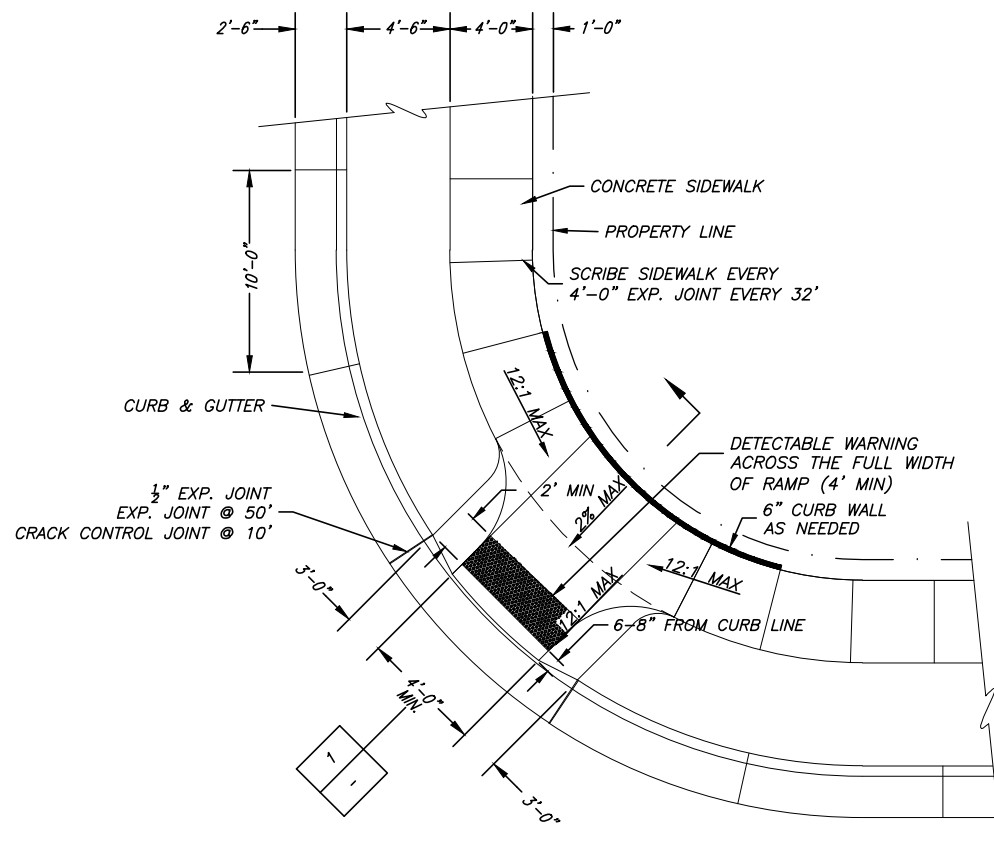 2'-6" 4'-6" 4'-0" 1'-0"
CONCRETE SIDEWALK
PROPERTY LINE
10'-0"
SCRIBE SIDEWALK EVERY
4'-0" EXP. JOINT EVERY 32'
12:1 MAX
CURB & GUTTER
DETECTABLE WARNING
ACROSS THE FULL WIDTH
OF RAMP (4' MIN)
½" EXP. JOINT
EXP. JOINT @ 50'
CRACK CONTROL JOINT @ 10'
2' MIN
2% MAX
6" CURB WALL
AS NEEDED
3'-0"
12:1 MAX
12:1 MAX
6-8" FROM CURB LINE
4'-0"
MIN.
1
-
3'-0"